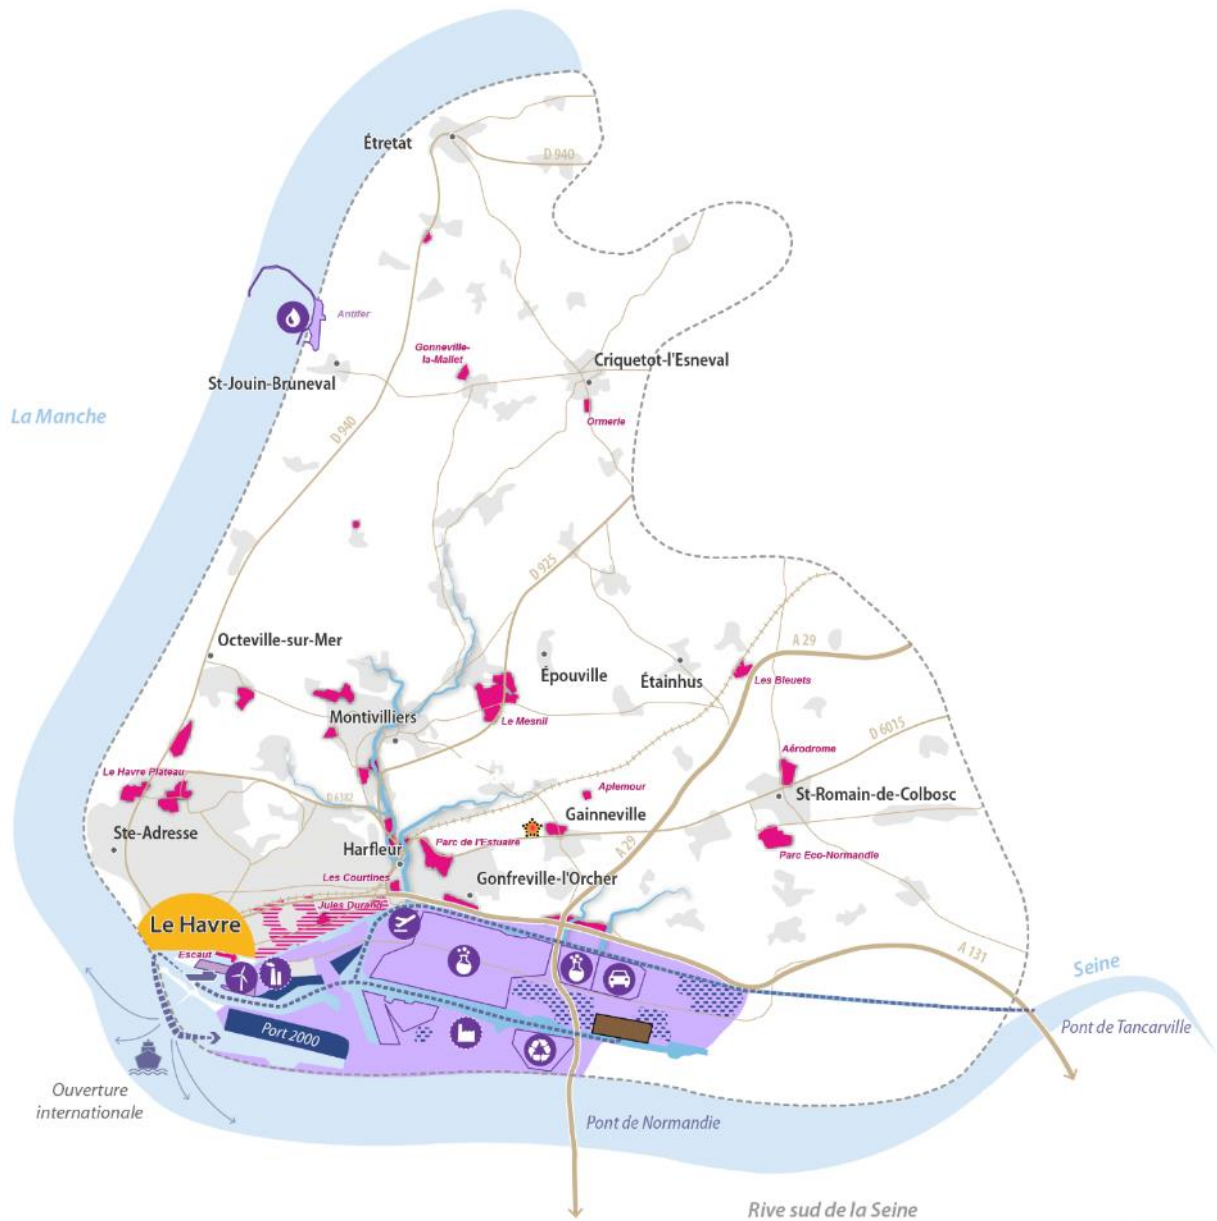 Étretat
D 940
Antifer
Gonneville-
la-Mallet
Criquetot-l'Esneval
St-Jouin-Bruneval
La Manche
Ormerie
D 940
D 925
Octeville-sur-Mer
A 29
Épouville
Étainhus
Les Bleuets
Montivilliers
Le Mesnil
D 6015
Aérodrome
Le Havre Plateau
Aplemour
D 6382
St-Romain-de-Colbosc
Gainneville
Ste-Adresse
Harfleur
Parc de l'Estuaire
A 29
Parc Eco-Normandie
Les Courtines
Gonfreville-l'Orcher
Jules Durand
Le Havre
Escaut
A 131
Seine
Port 2000
Pont de Tancarville
Ouverture
internationale
Pont de Normandie
Rive sud de la Seine